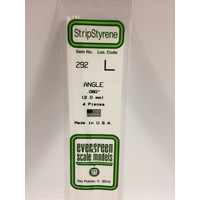 StripStyrene
Item No. Loc. Code
292 L
ANGLE
.080"
(2.0 mm)
4 Pieces
Made in U.S.A.
evergreen
scale models